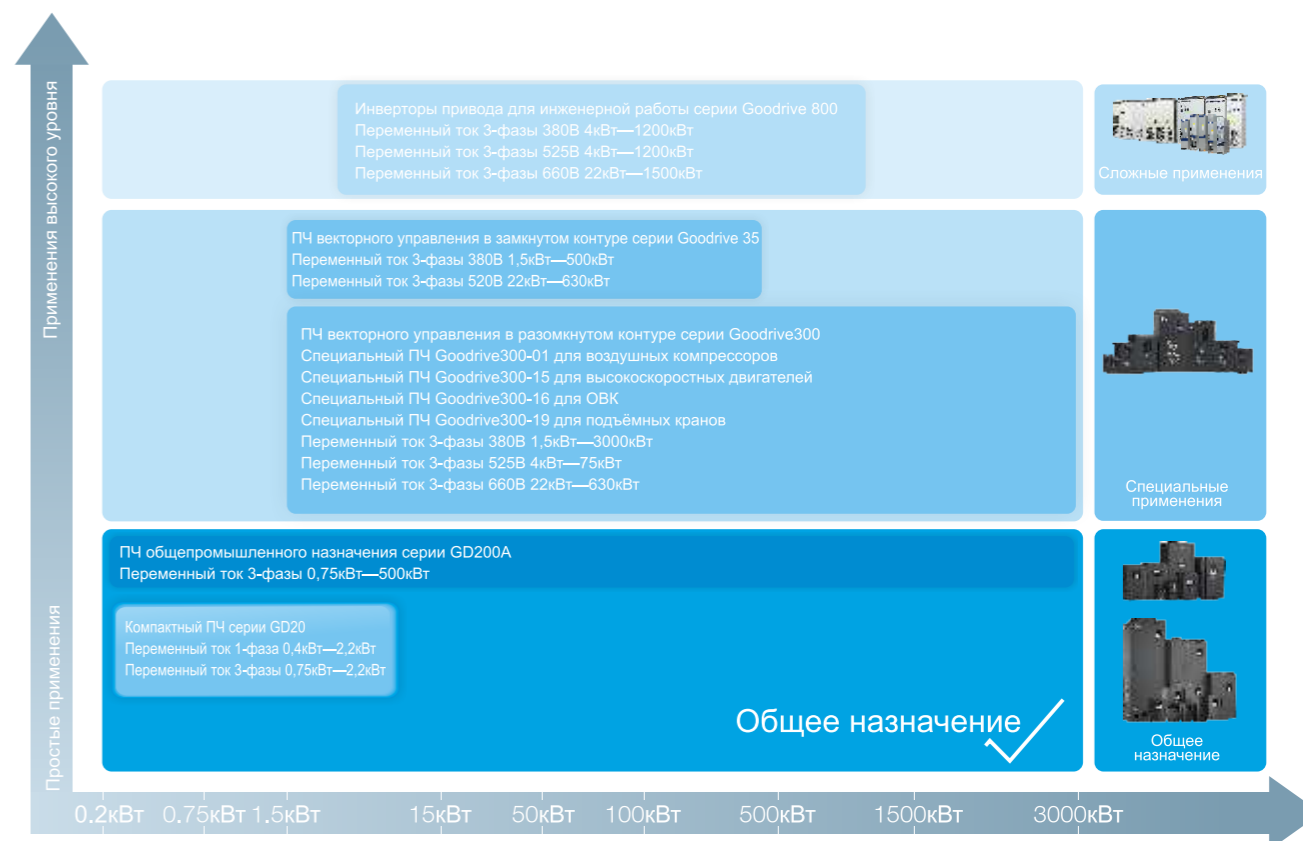 Применения высокого уровня
Инверторы привода для инженерной работы серии Goodrive 800
Переменный ток 3-фазы 380В 4кВт—1200кВт
Переменный ток 3-фазы 525В 4кВт—1200кВт
Переменный ток 3-фазы 660В 22кВт—1500кВт
Сложные применения
ПЧ векторного управления в замкнутом контуре серии Goodrive 35
Переменный ток 3-фазы 380В 1,5кВт—500кВт
Переменный ток 3-фазы 520В 22кВт—630кВт
ПЧ векторного управления в разомкнутом контуре серии Goodrive300
Специальный ПЧ Goodrive300-01 для воздушных компрессоров
Специальный ПЧ Goodrive300-15 для высокоскоростных двигателей
Специальный ПЧ Goodrive300-16 для ОВК
Специальный ПЧ Goodrive300-19 для подъёмных кранов
Переменный ток 3-фазы 380В 1,5кВт—3000кВт
Переменный ток 3-фазы 525В 4кВт—75кВт
Переменный ток 3-фазы 660В 22кВт—630кВт
Специальные
применения
Простые применения
ПЧ общепромышленного назначения серии GD200A
Переменный ток 3-фазы 0,75кВт—500кВт
Компактный ПЧ серии GD20
Переменный ток 1-фаза 0,4кВт—2,2кВт
Переменный ток 3-фазы 0,75кВт—2,2кВт
Общее назначение
Общее
назначение
0.2кВт 0.75кВт 1.5кВт 15кВт 50кВт 100кВт 500кВт 1500кВт 3000кВт